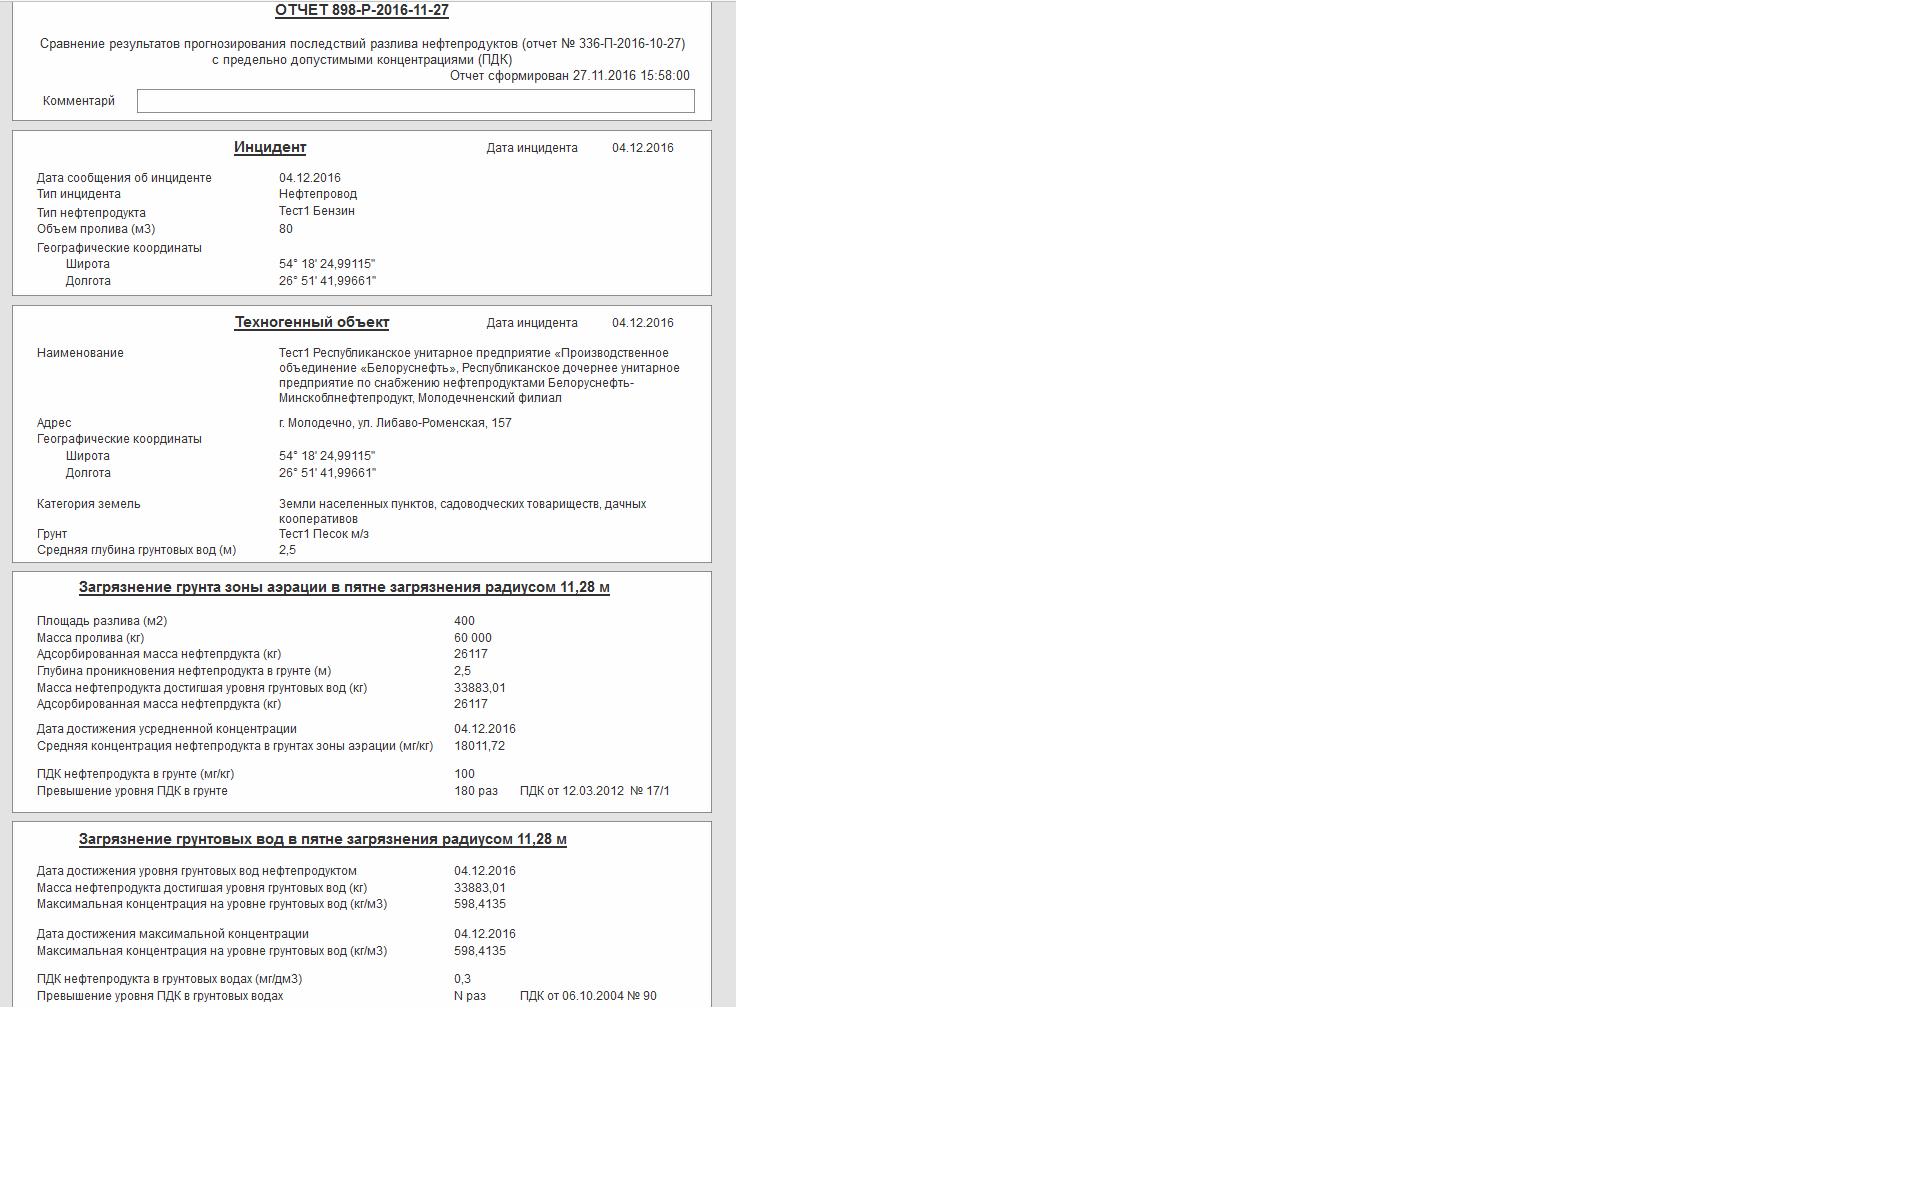 ОТЧЕТ 898-Р-2016-11-27
Сравнение результатов прогнозирования последствий разлива нефтепродуктов (отчет № 336-П-2016-10-27)
с предельно допустимыми концентрациями (ПДК)
Отчет сформирован 27.11.2016 15:58:00
Комментарй
Инцидент Дата инцидента 04.12.2016
Дата сообщения об инциденте 04.12.2016
Тип инцидента Нефтепровод
Тип нефтепродукта Тест1 Бензин
Объем пролива (м3) 80
Географические координаты
Широта 54° 18' 24,99115"
Долгота 26° 51' 41,99661"
Техногенный объект Дата инцидента 04.12.2016
Наименование Тест1 Республиканское унитарное предприятие «Производственное
объединение «Белоруснефть», Республиканское дочернее унитарное
предприятие по снабжению нефтепродуктами Белоруснефть-
Минскоблнефтепродукт, Молодечненский филиал
Адрес г. Молодечно, ул. Либаво-Роменская, 157
Географические координаты
Широта 54° 18' 24,99115"
Долгота 26° 51' 41,99661"
Категория земель Земли населенных пунктов, садоводческих товариществ, дачных
кооперативов
Грунт Тест1 Песок м/з
Средняя глубина грунтовых вод (м) 2,5
Загрязнение грунта зоны аэрации в пятне загрязнения радиусом 11,28 м
Площадь разлива (м2) 400
Масса пролива (кг) 60 000
Адсорбированная масса нефтепрдукта (кг) 26117
Глубина проникновения нефтепродукта в грунте (м) 2,5
Масса нефтепродукта достигшая уровня грунтовых вод (кг) 33883,01
Адсорбированная масса нефтепрдукта (кг) 26117
Дата достижения усредненной концентрации 04.12.2016
Средняя концентрация нефтепродукта в грунтах зоны аэрации (мг/кг) 18011,72
ПДК нефтепродукта в грунте (мг/кг) 100
Превышение уровня ПДК в грунте 180 раз ПДК от 12.03.2012 № 17/1
Загрязнение грунтовых вод в пятне загрязнения радиусом 11,28 м
Дата достижения уровня грунтовых вод нефтепродуктом 04.12.2016
Масса нефтепродукта достигшая уровня грунтовых вод (кг) 33883,01
Максимальная концентрация на уровне грунтовых вод (кг/м3) 598,4135
Дата достижения максимальной концентрации 04.12.2016
Максимальная концентрация на уровне грунтовых вод (кг/м3) 598,4135
ПДК нефтепродукта в грунтовых водах (мг/дм3) 0,3
Превышение уровня ПДК в грунтовых водах N раз ПДК от 06.10.2004 № 90